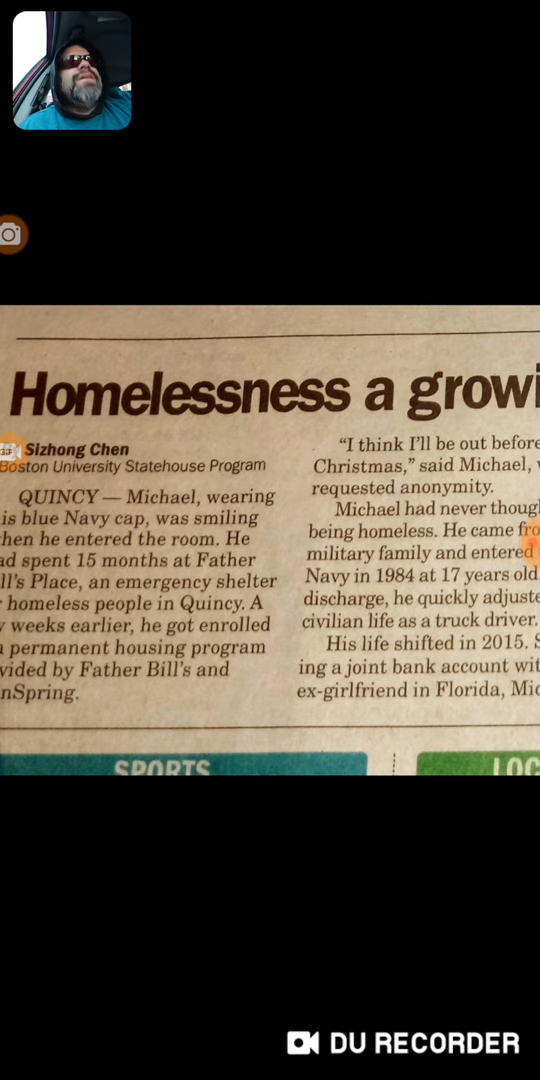 Homelessness a growi
Sizhong Chen
Boston University Statehouse Program
QUINCY — Michael, wearing
is blue Navy cap, was smiling
hen he entered the room. He
ad spent 15 months at Father
ll's Place, an emergency shelter
homeless people in Quincy. A
weeks earlier, he got enrolled
permanent housing program
vided by Father Bill's and
nSpring.
"I think I'll be out before
Christmas," said Michael,
requested anonymity.
Michael had never though
being homeless. He came fro
military family and entered
Navy in 1984 at 17 years old.
discharge, he quickly adjuste
civilian life as a truck driver.
His life shifted in 2015. S
ing a joint bank account wit
ex-girlfriend in Florida, Mic
SPORTS
LOC
DU RECORDER